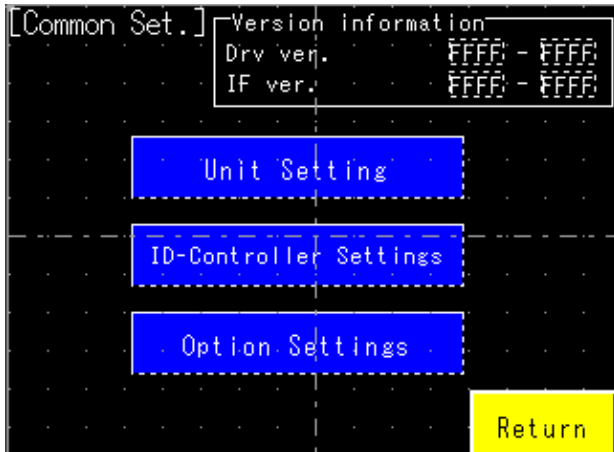 [Common Set.]
Version information
Drv ver. FFFF - FFFF
IF ver. FFFF - FFFF
Unit Setting
ID-Controller Settings
Option Settings
Return